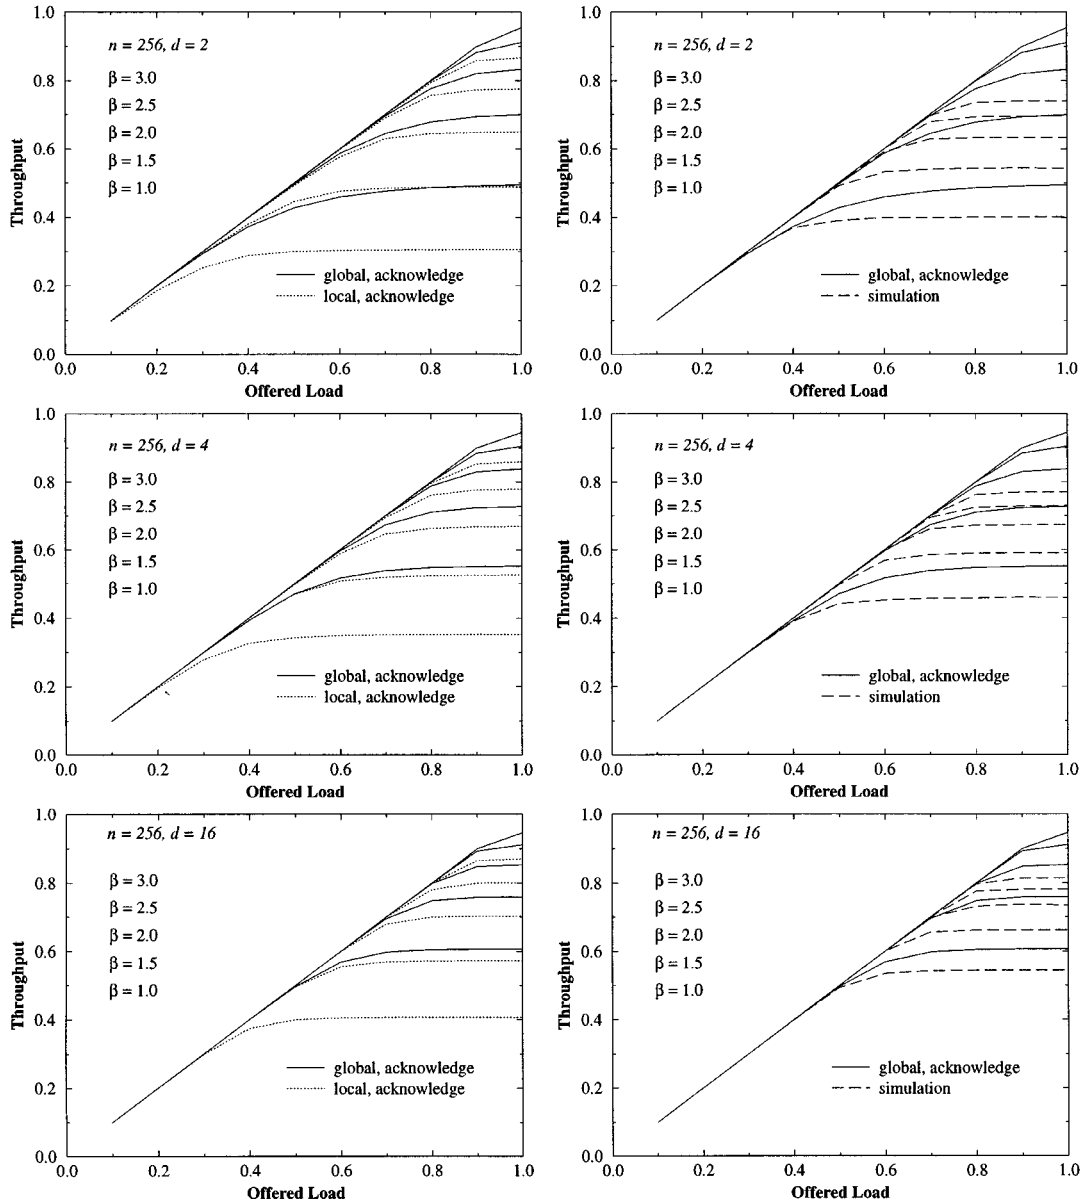 1.0
0.8
0.6
0.4
0.2
0.0
Throughput
n = 256, d = 2
β = 3.0
β = 2.5
β = 2.0
β = 1.5
β = 1.0
global, acknowledge
local, acknowledge
0.0 0.2 0.4 0.6 0.8 1.0
Offered Load
1.0
0.8
0.6
0.4
0.2
0.0
Throughput
n = 256, d = 2
β = 3.0
β = 2.5
β = 2.0
β = 1.5
β = 1.0
global, acknowledge
simulation
0.0 0.2 0.4 0.6 0.8 1.0
Offered Load
1.0
0.8
0.6
0.4
0.2
0.0
Throughput
n = 256, d = 4
β = 3.0
β = 2.5
β = 2.0
β = 1.5
β = 1.0
global, acknowledge
local, acknowledge
0.0 0.2 0.4 0.6 0.8 1.0
Offered Load
1.0
0.8
0.6
0.4
0.2
0.0
Throughput
n = 256, d = 4
β = 3.0
β = 2.5
β = 2.0
β = 1.5
β = 1.0
global, acknowledge
simulation
0.0 0.2 0.4 0.6 0.8 1.0
Offered Load
1.0
0.8
0.6
0.4
0.2
0.0
Throughput
n = 256, d = 16
β = 3.0
β = 2.5
β = 2.0
β = 1.5
β = 1.0
global, acknowledge
local, acknowledge
0.0 0.2 0.4 0.6 0.8 1.0
Offered Load
1.0
0.8
0.6
0.4
0.2
0.0
Throughput
n = 256, d = 16
β = 3.0
β = 2.5
β = 2.0
β = 1.5
β = 1.0
global, acknowledge
simulation
0.0 0.2 0.4 0.6 0.8 1.0
Offered Load